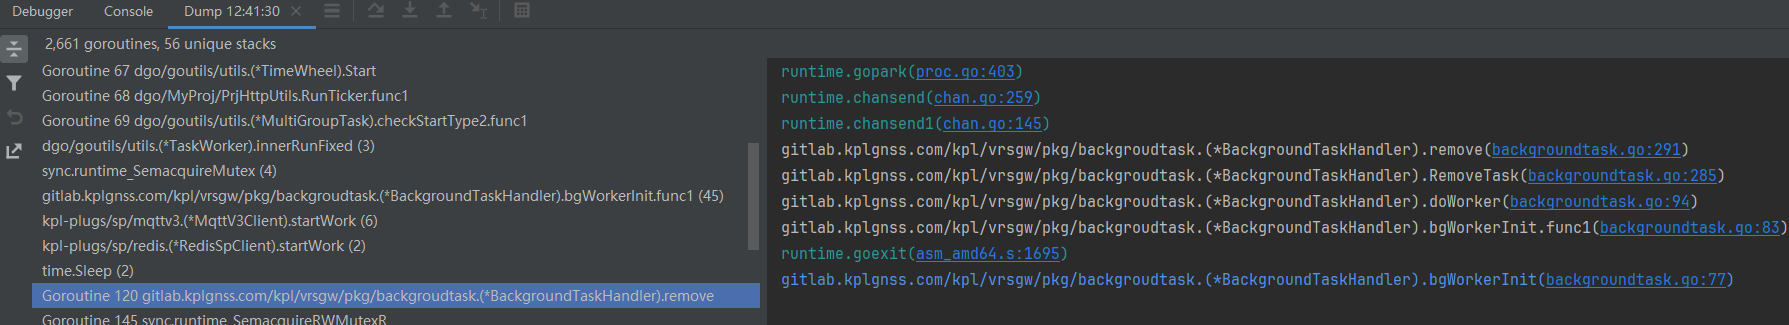 Debugger Console Dump 12:41:30
2,661 goroutines, 56 unique stacks
Goroutine 67 dgo/goutils/utils.(*TimeWheel).Start
Goroutine 68 dgo/MyProj/PrjHttpUtils.RunTicker.func1
Goroutine 69 dgo/goutils/utils.(*MultiGroupTask).checkStartType2.func1
dgo/goutils/utils.(*TaskWorker).innerRunFixed (3)
sync.runtime_SemacquireMutex (4)
gitlab.kplgnss.com/kpl/vrsgw/pkg/backgroudtask.(*BackgroundTaskHandler).bgWorkerInit.func1 (45)
kpl-plugs/sp/mqttv3.(*MqttV3Client).startWork (6)
kpl-plugs/sp/redis.(*RedisSpClient).startWork (2)
time.Sleep (2)
Goroutine 120 gitlab.kplgnss.com/kpl/vrsgw/pkg/backgroudtask.(*BackgroundTaskHandler).remove
Goroutine 145 sync.runtime_SemacquireRWMutexR
runtime.gopark(proc.go:403)
runtime.chansend(chan.go:259)
runtime.chansend1(chan.go:145)
gitlab.kplgnss.com/kpl/vrsgw/pkg/backgroudtask.(*BackgroundTaskHandler).remove(backgroundtask.go:291)
gitlab.kplgnss.com/kpl/vrsgw/pkg/backgroudtask.(*BackgroundTaskHandler).RemoveTask(backgroundtask.go:285)
gitlab.kplgnss.com/kpl/vrsgw/pkg/backgroudtask.(*BackgroundTaskHandler).doWorker(backgroundtask.go:94)
gitlab.kplgnss.com/kpl/vrsgw/pkg/backgroudtask.(*BackgroundTaskHandler).bgWorkerInit.func1(backgroundtask.go:83)
runtime.goexit(asm_amd64.s:1695)
gitlab.kplgnss.com/kpl/vrsgw/pkg/backgroudtask.(*BackgroundTaskHandler).bgWorkerInit(backgroundtask.go:77)